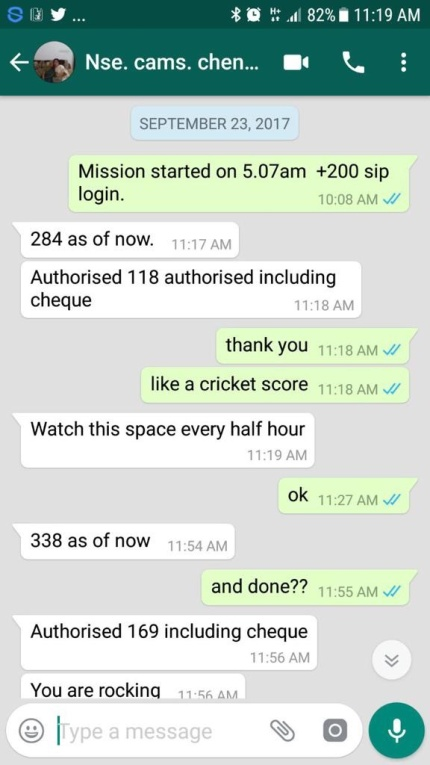 82% 11:19 AM
Nse. cams. chen...
SEPTEMBER 23, 2017
Mission started on 5.07am +200 sip
login. 10:08 AM
284 as of now. 11:17 AM
Authorised 118 authorised including
cheque 11:18 AM
thank you 11:18 AM
like a cricket score 11:18 AM
Watch this space every half hour
11:19 AM
ok 11:27 AM
338 as of now 11:54 AM
and done?? 11:55 AM
Authorised 169 including cheque
11:56 AM
You are rocking 11:56 AM
Type a message